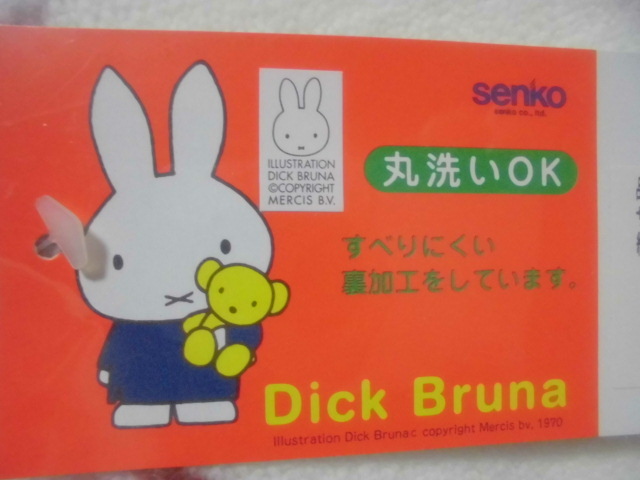 senko
senko co., ltd.
ILLUSTRATION
DICK BRUNA
©COPYRIGHT
MERCIS B.V.
丸洗いOK
すべりにくい
裏加工をしています。
Dick Bruna
Illustration Dick Bruna c copyright Mercis bv, 1970